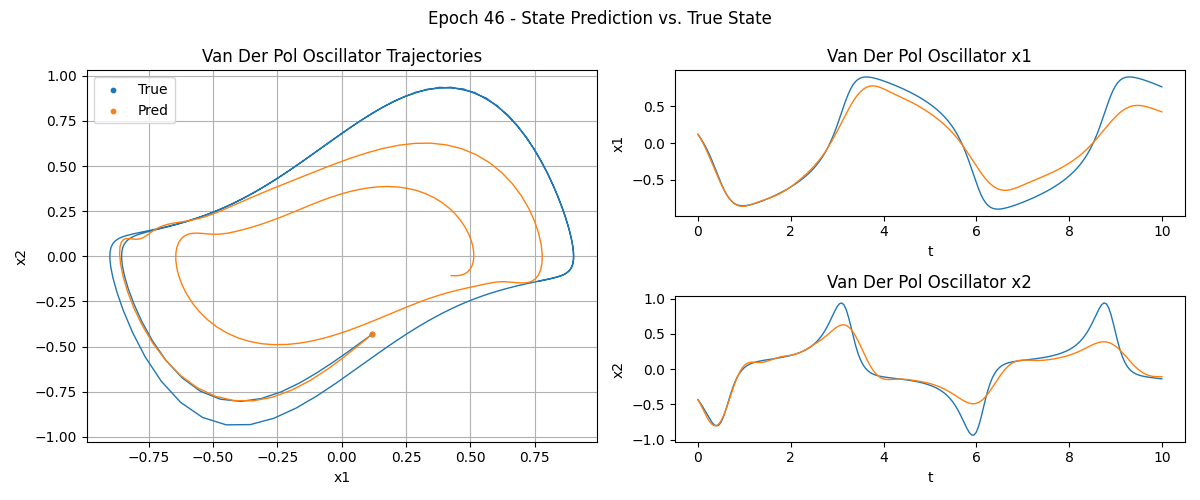 Epoch 46 - State Prediction vs. True State
Van Der Pol Oscillator Trajectories
True
Pred
1.00
0.75
0.50
0.25
0.00
−0.25
−0.50
−0.75
−1.00
x2
−0.75 −0.50 −0.25 0.00 0.25 0.50 0.75
x1
Van Der Pol Oscillator x1
0.5
0.0
−0.5
x1
0 2 4 6 8 10
t
Van Der Pol Oscillator x2
1.0
0.5
0.0
−0.5
−1.0
x2
0 2 4 6 8 10
t